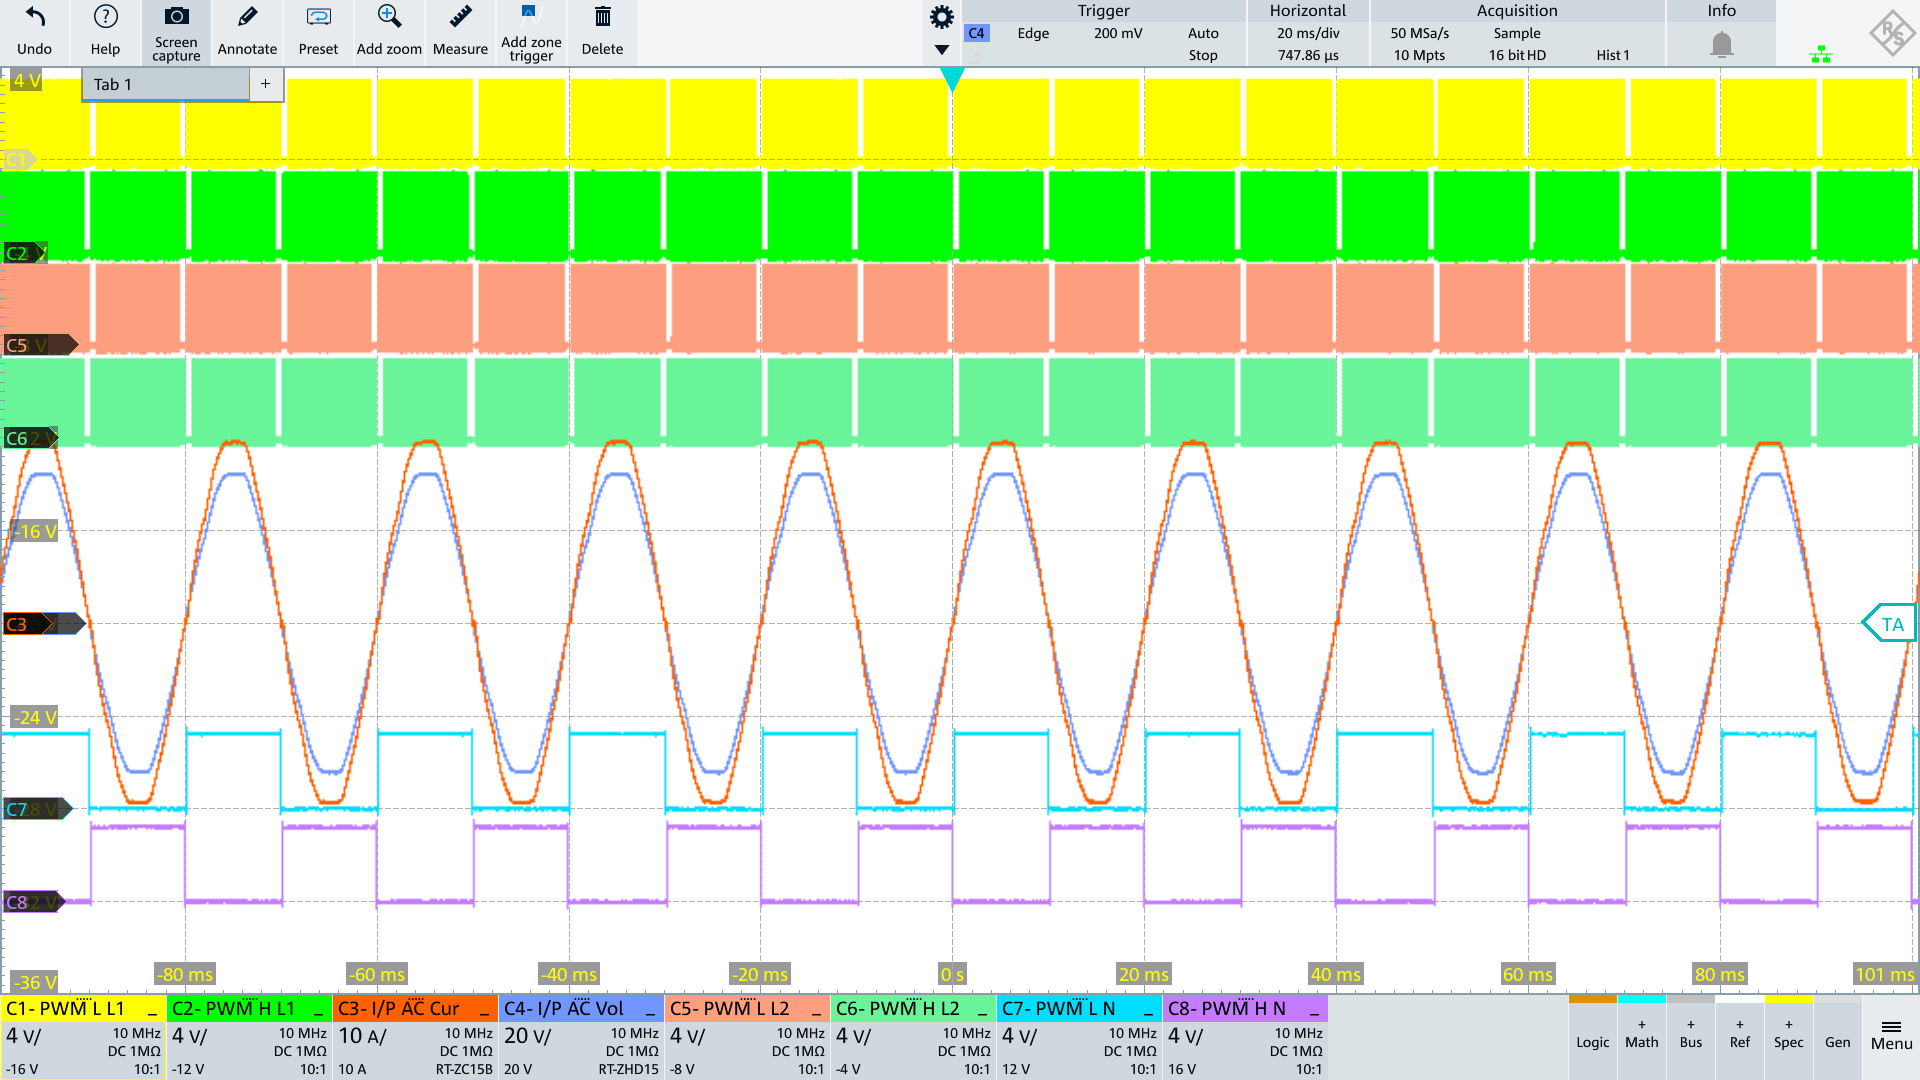 Undo
Help
Screen
capture
Annotate
Preset
Add zoom
Measure
Add zone
trigger
Delete
Trigger
C4 Edge 200 mV Auto
Stop
Horizontal
20 ms/div
747.86 µs
Acquisition
50 MSa/s Sample
10 Mpts 16 bit HD Hist 1
Info
R S
4 V
Tab 1
+
C1
C2
C5
C6
-16 V
C3
TA
-24 V
C7
C8
-36 V
-80 ms
-60 ms
-40 ms
-20 ms
0 s
20 ms
40 ms
60 ms
80 ms
101 ms
C1- PWM L L1
4 V/ 10 MHz
DC 1MΩ
-16 V 10:1
C2- PWM H L1
4 V/ 10 MHz
DC 1MΩ
-12 V 10:1
C3- I/P AC Cur
10 A/ 10 MHz
DC 1MΩ
10 A RT-ZC15B
C4- I/P AC Vol
20 V/ 10 MHz
DC 1MΩ
20 V RT-ZHD15
C5- PWM L L2
4 V/ 10 MHz
DC 1MΩ
-8 V 10:1
C6- PWM H L2
4 V/ 10 MHz
DC 1MΩ
-4 V 10:1
C7- PWM L N
4 V/ 10 MHz
DC 1MΩ
12 V 10:1
C8- PWM H N
4 V/ 10 MHz
DC 1MΩ
16 V 10:1
Logic
+
Math
+
Bus
+
Ref
+
Spec
Gen
Menu